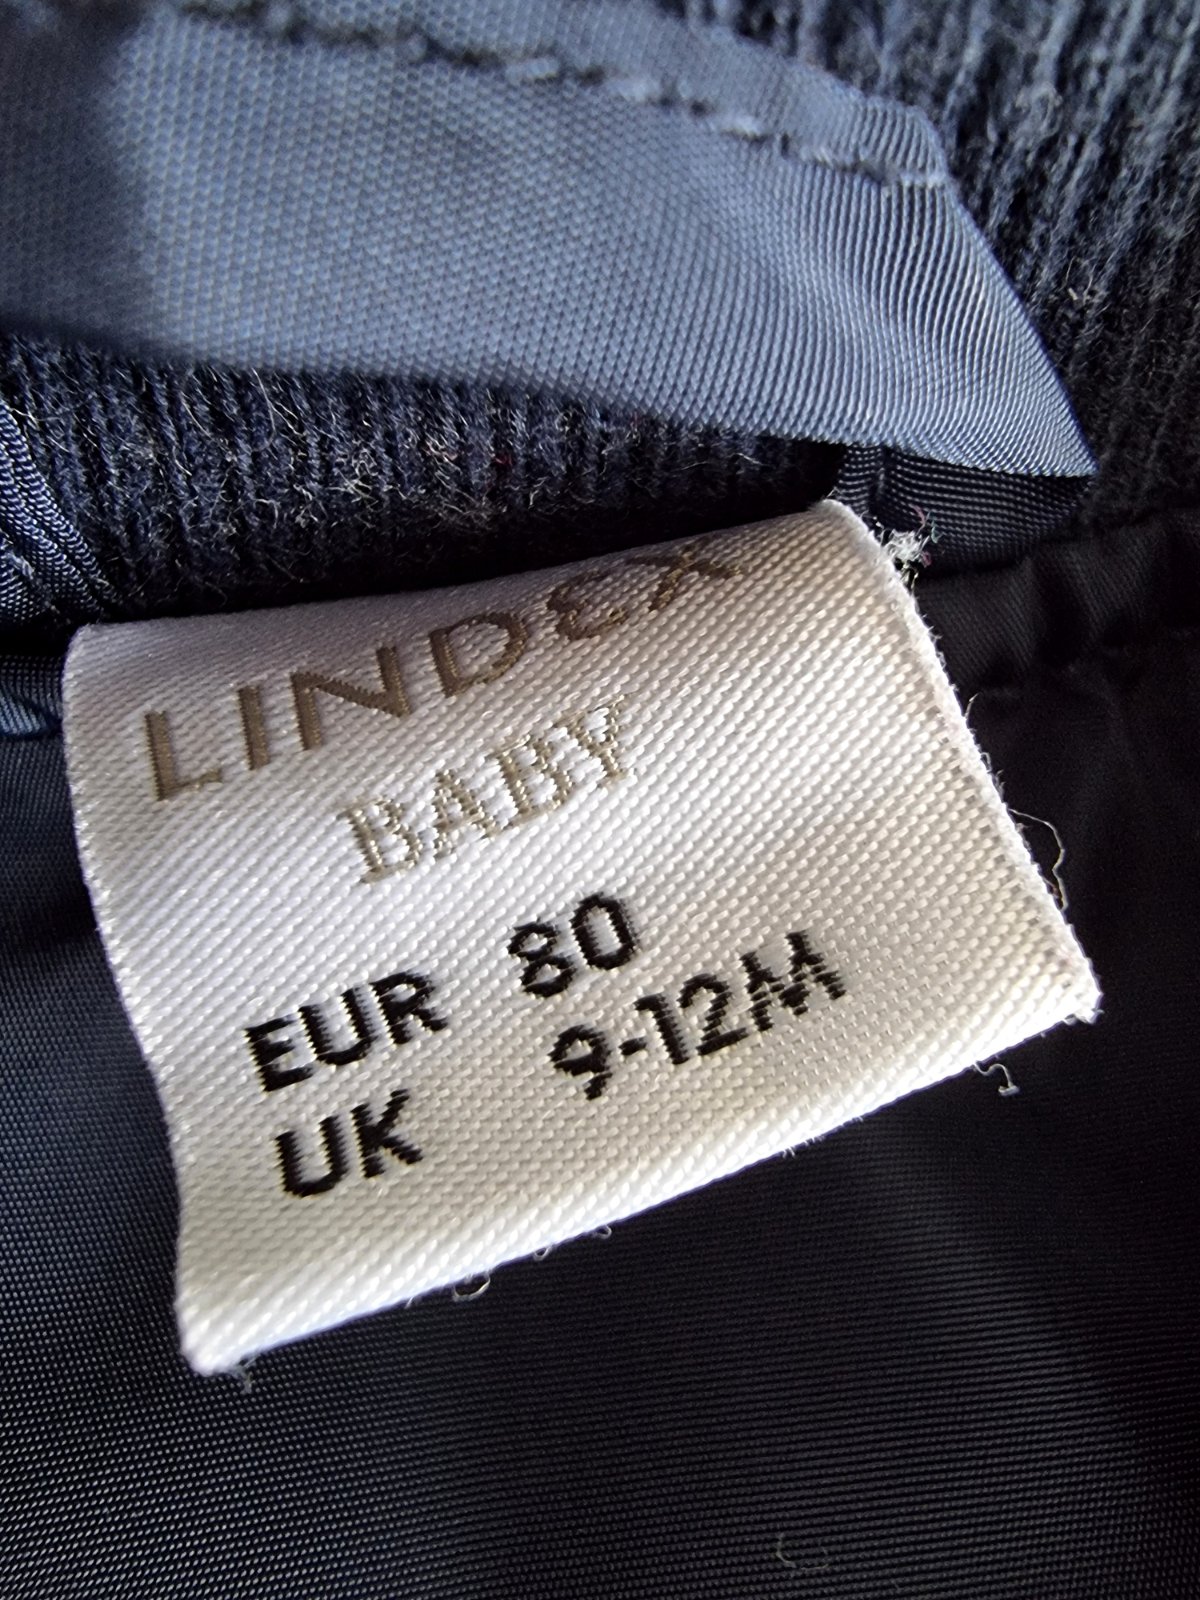 LINDEX
BABY
EUR 80
UK 9-12M